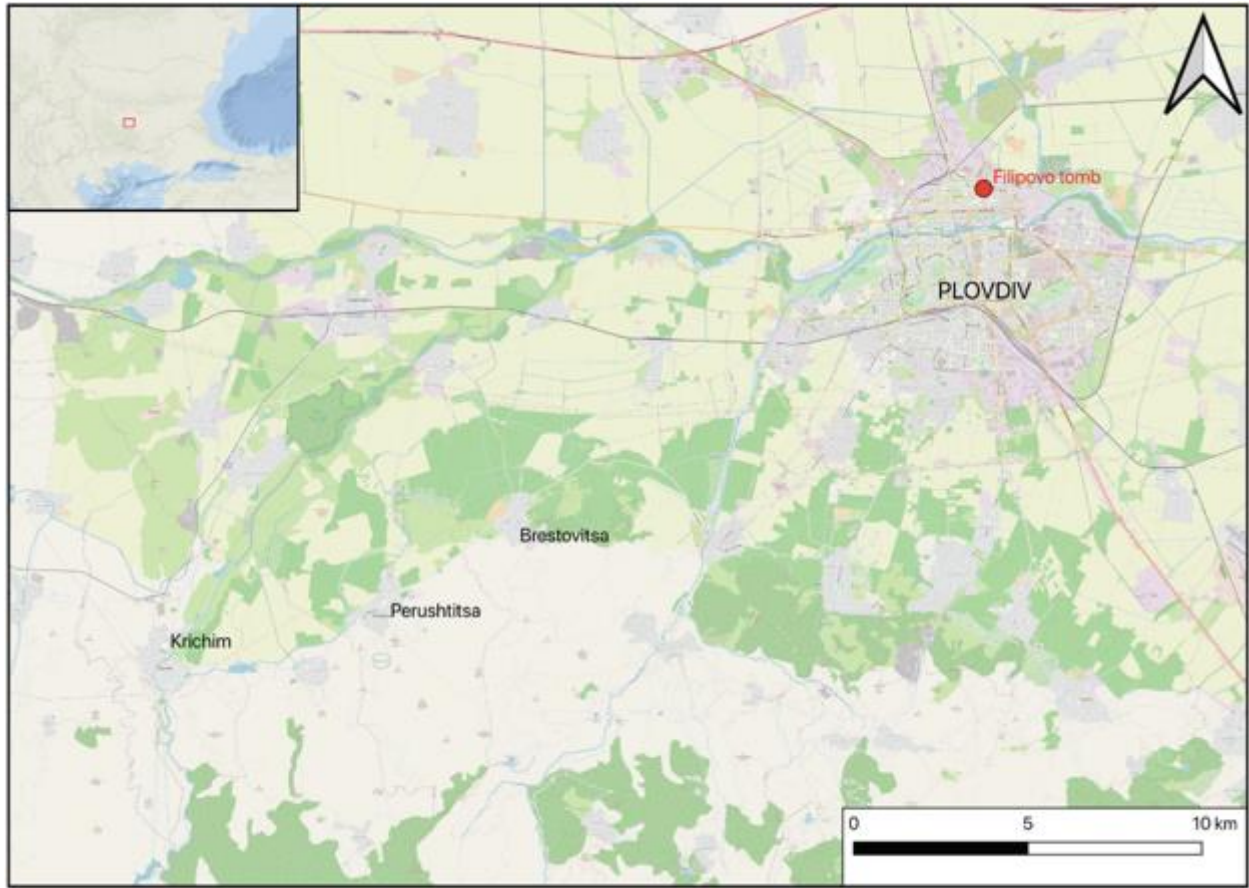 Filipovo tomb
PLOVDIV
Brestovitsa
Perushtitsa
Krichim
0 5 10 km